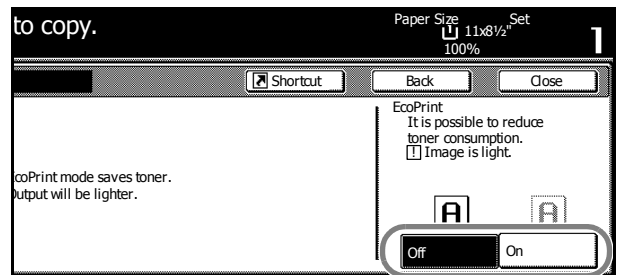 to copy.
Paper Size
11x8½"
Set
100%
1
Shortcut
Back
Close
EcoPrint
It is possible to reduce
toner consumption.
! Image is light.
coPrint mode saves toner.
utput will be lighter.
A
A
Off
On